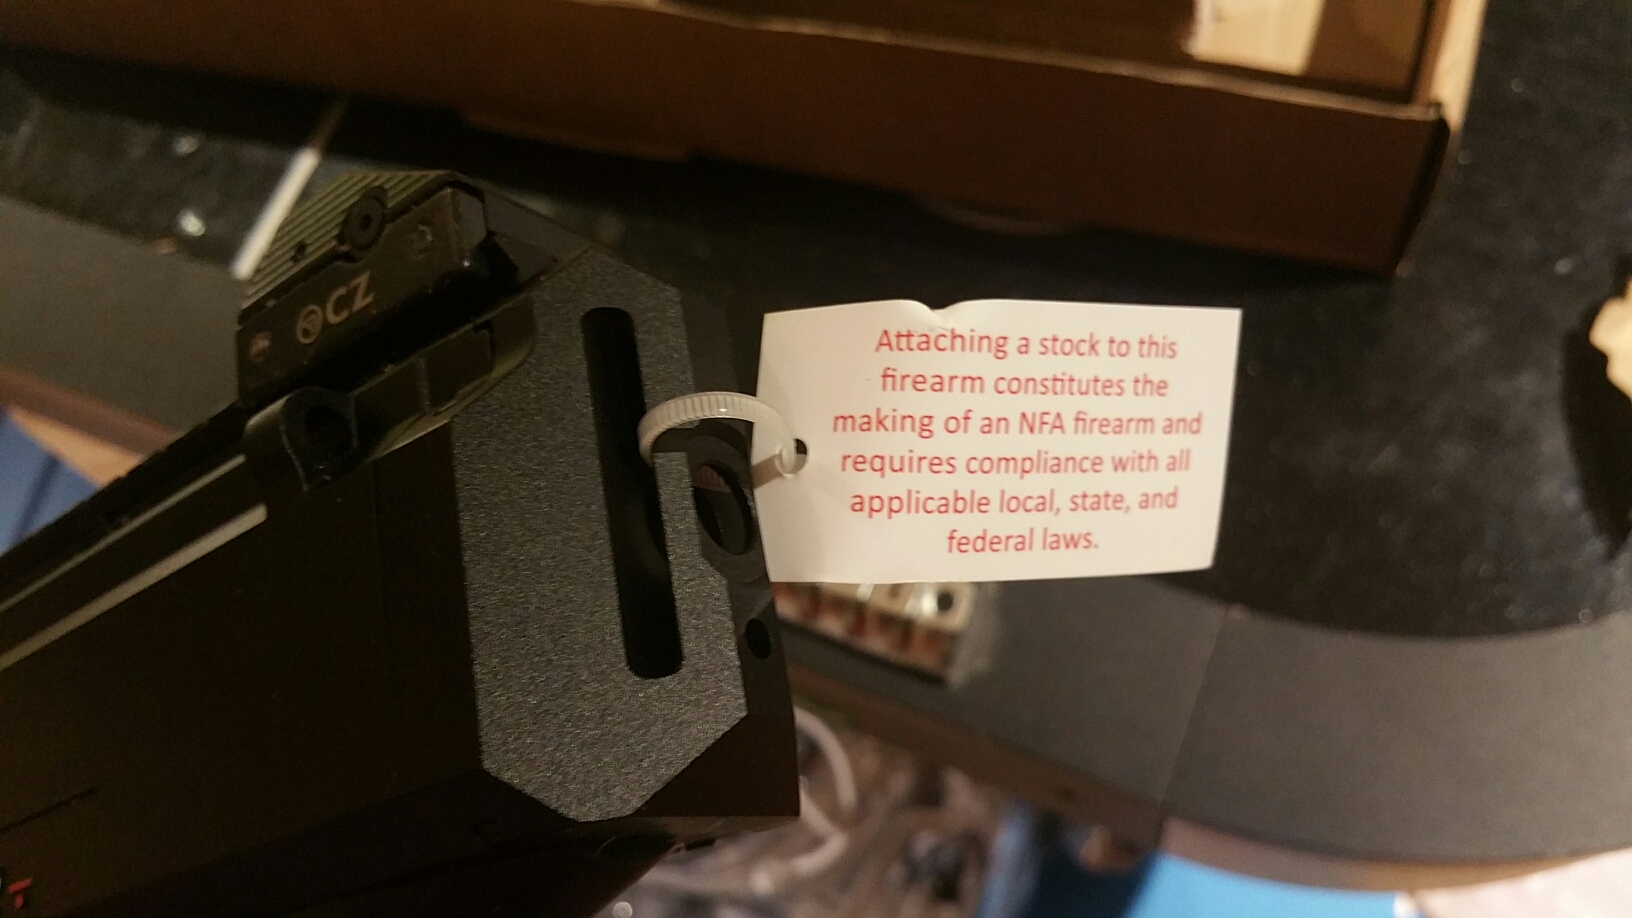 CZ
Attaching a stock to this
firearm constitutes the
making of an NFA firearm and
requires compliance with all
applicable local, state, and
federal laws.